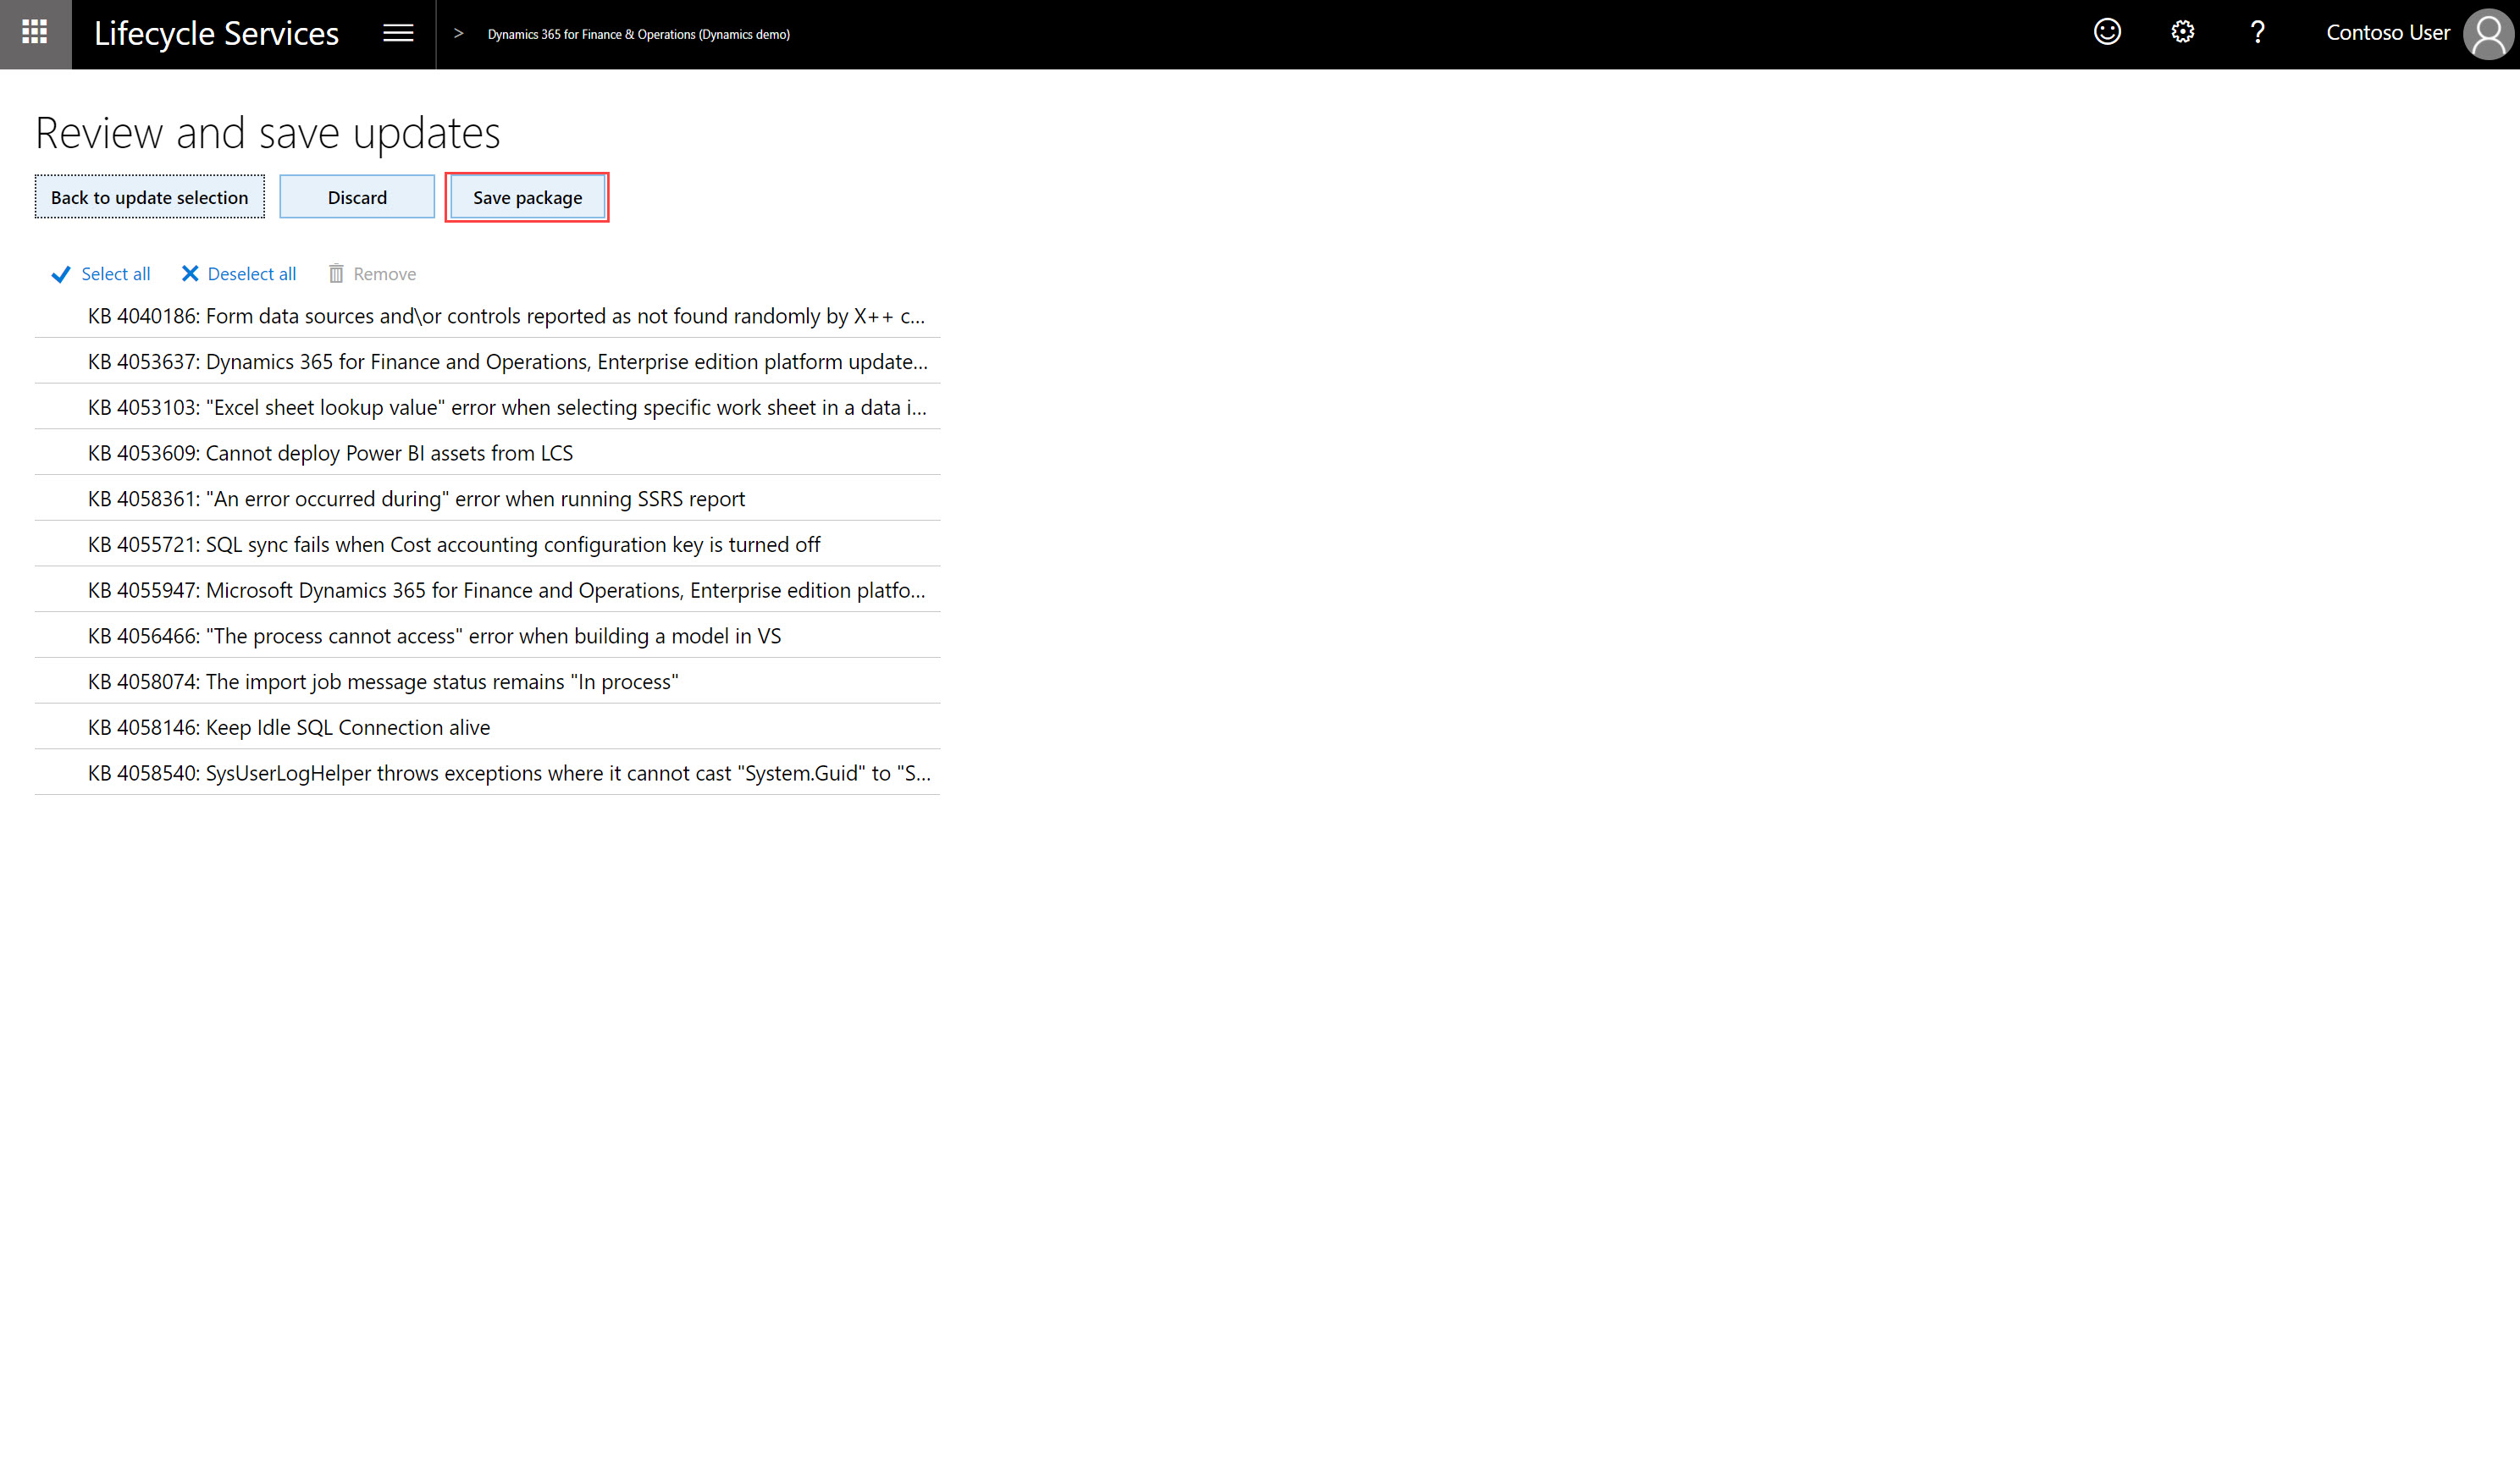 Lifecycle Services > Dynamics 365 for Finance & Operations (Dynamics demo) ? Contoso User
Review and save updates
Back to update selection Discard Save package
Select all Deselect all Remove
KB 4040186: Form data sources and\or controls reported as not found randomly by X++ c...
KB 4053637: Dynamics 365 for Finance and Operations, Enterprise edition platform update...
KB 4053103: "Excel sheet lookup value" error when selecting specific work sheet in a data i...
KB 4053609: Cannot deploy Power BI assets from LCS
KB 4058361: "An error occurred during" error when running SSRS report
KB 4055721: SQL sync fails when Cost accounting configuration key is turned off
KB 4055947: Microsoft Dynamics 365 for Finance and Operations, Enterprise edition platfo...
KB 4056466: "The process cannot access" error when building a model in VS
KB 4058074: The import job message status remains "In process"
KB 4058146: Keep Idle SQL Connection alive
KB 4058540: SysUserLogHelper throws exceptions where it cannot cast "System.Guid" to "S...